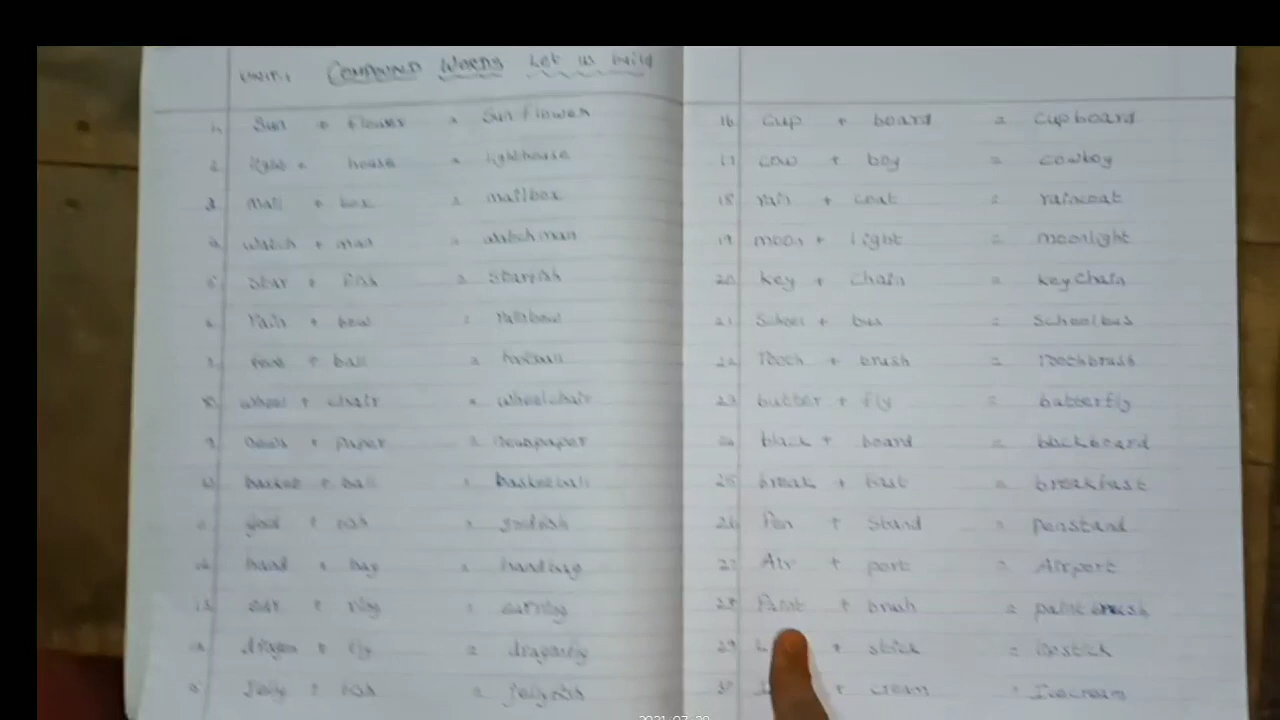 UNIT-1 Compound Words Let us build
1. Sun + flower = Sunflower
2. light + house = lighthouse
3. mail + box = mailbox
4. watch + man = watchman
5. Star + fish = Starfish
6. rain + bow = rainbow
7. foot + ball = football
8. wheel + chair = wheelchair
9. news + paper = newspaper
10. basket + ball = basketball
11. gold + fish = goldfish
12. hand + bag = handbag
13. ear + ring = earring
14. dragon + fly = dragonfly
15. Jelly + fish = Jellyfish
16. cup + board = cupboard
17. cow + boy = cowboy
18. rain + coat = raincoat
19. moon + light = moonlight
20. key + chain = keychain
21. School + bus = Schoolbus
22. Tooth + brush = Toothbrush
23. butter + fly = butterfly
24. black + board = blackboard
25. break + fast = breakfast
26. Pen + Stand = penstand
27. Air + port = Airport
28. Paint + brush = paintbrush
29. + stick = lipstick
30. + cream = Icecream